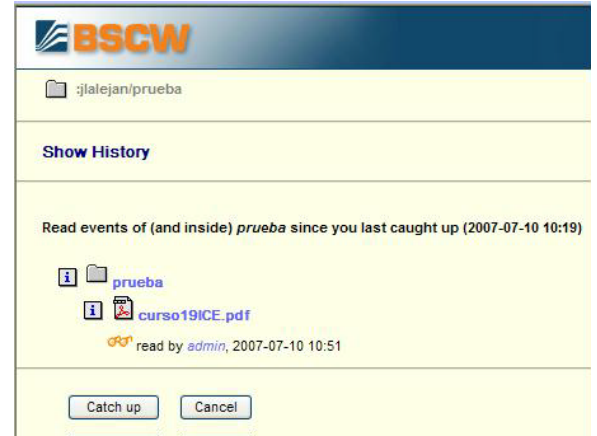 BSCW
:jlalejan/prueba
Show History
Read events of (and inside) prueba since you last caught up (2007-07-10 10:19)
i prueba
i curso19ICE.pdf
read by admin, 2007-07-10 10:51
Catch up Cancel